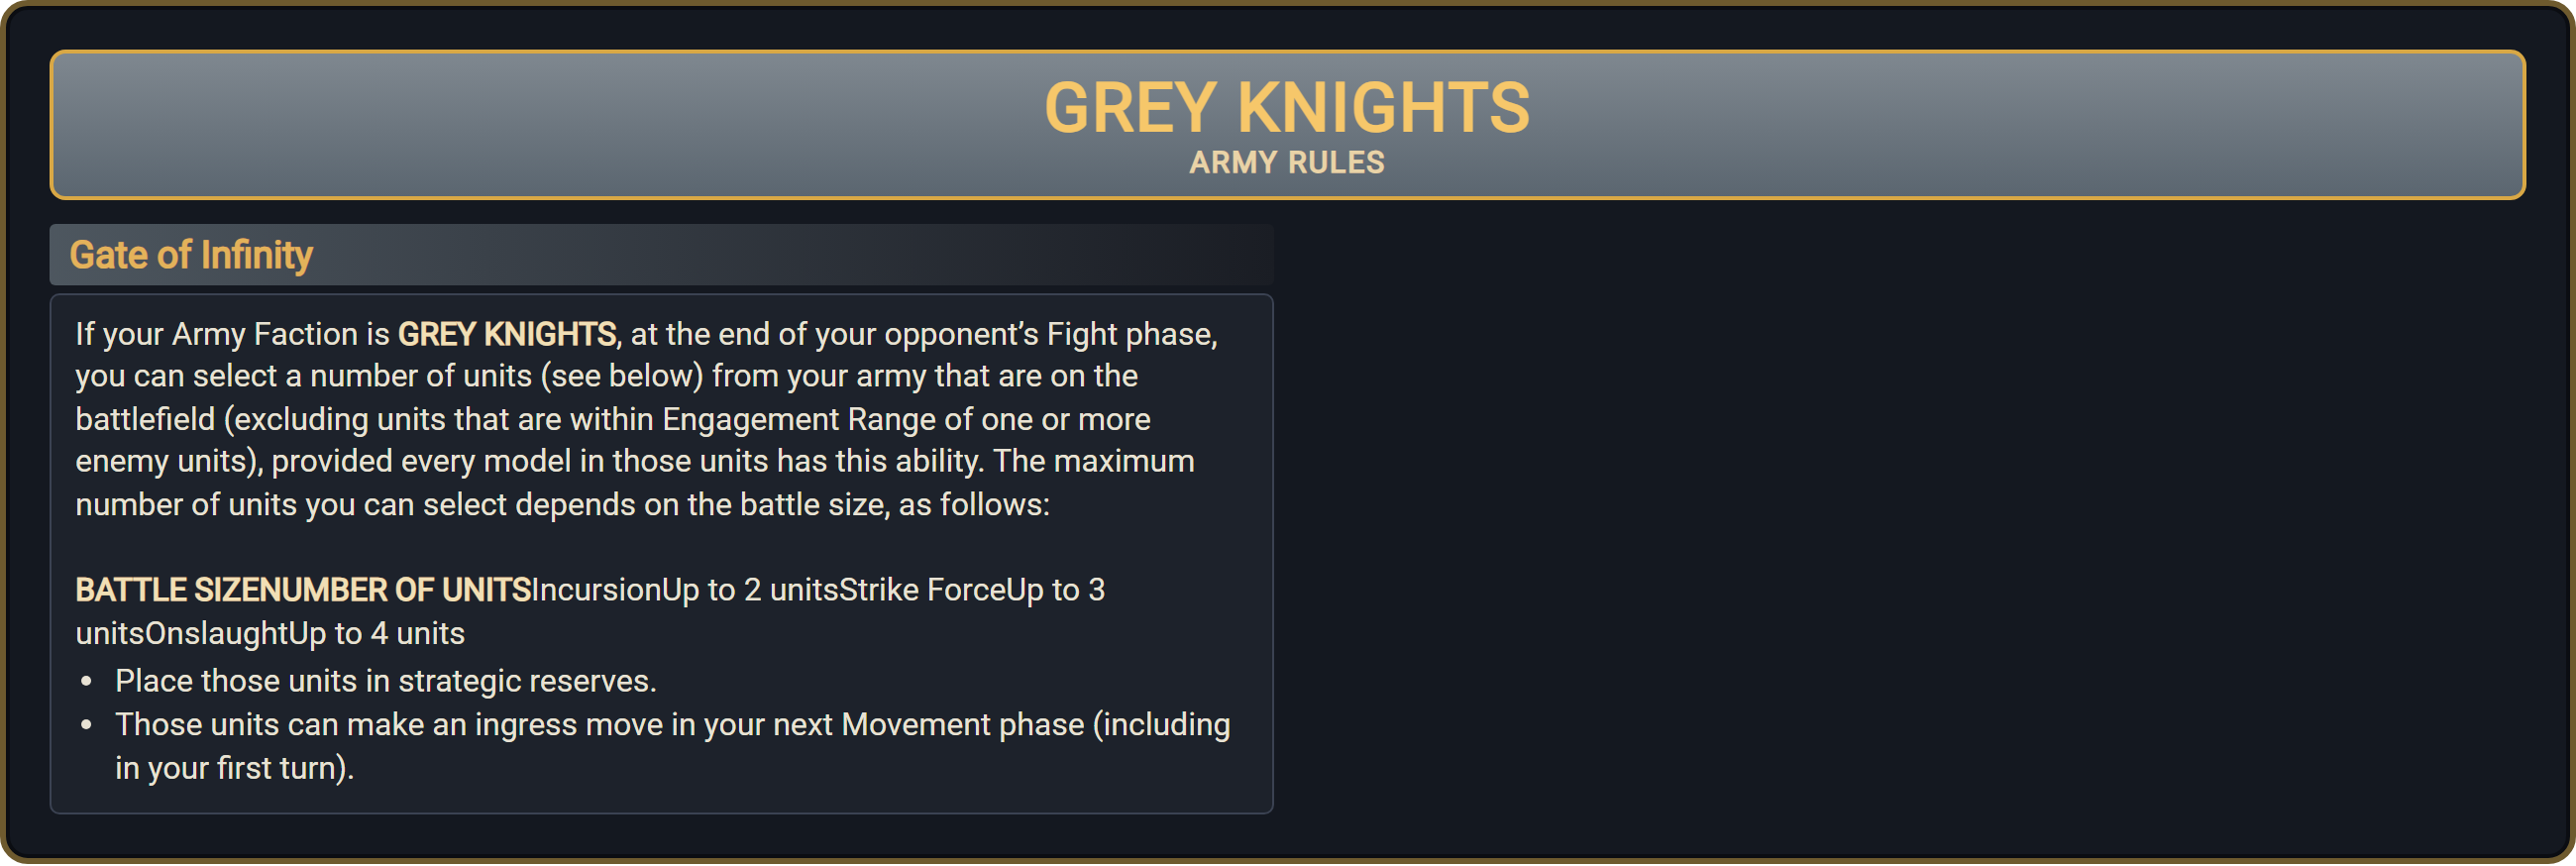 GREY KNIGHTS
ARMY RULES
Gate of Infinity
If your Army Faction is GREY KNIGHTS, at the end of your opponent’s Fight phase,
you can select a number of units (see below) from your army that are on the
battlefield (excluding units that are within Engagement Range of one or more
enemy units), provided every model in those units has this ability. The maximum
number of units you can select depends on the battle size, as follows:
BATTLE SIZENUMBER OF UNITSIncursionUp to 2 unitsStrike ForceUp to 3
unitsOnslaughtUp to 4 units
• Place those units in strategic reserves.
• Those units can make an ingress move in your next Movement phase (including
in your first turn).